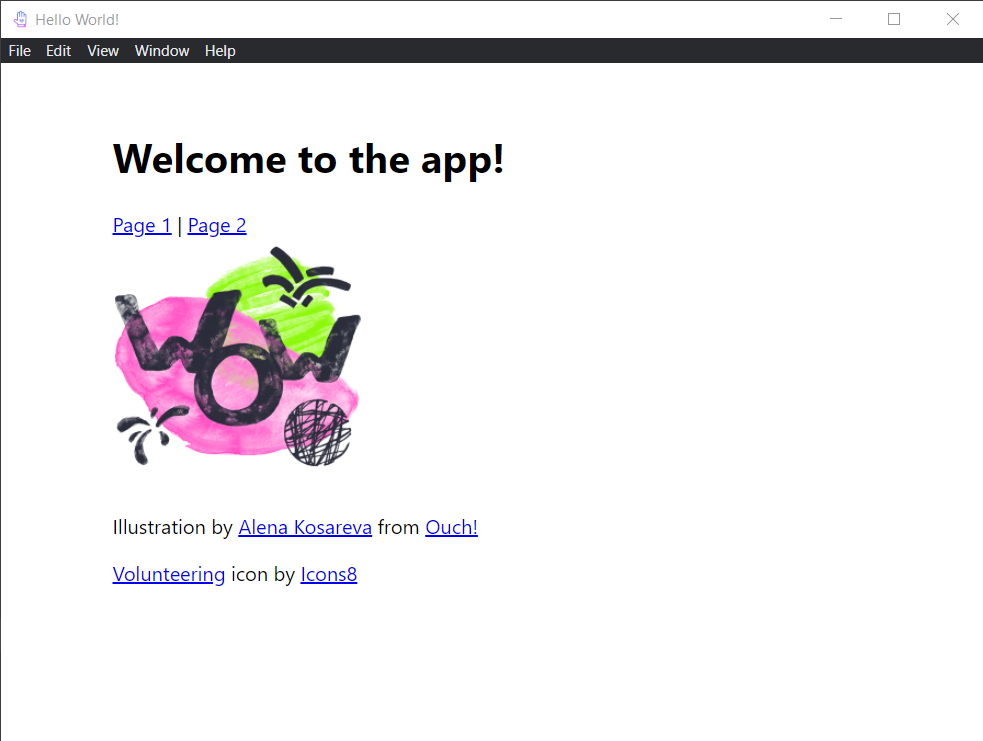 Hello World!
File Edit View Window Help
Welcome to the app!
Page 1 | Page 2
WOW
Illustration by Alena Kosareva from Ouch!
Volunteering icon by Icons8